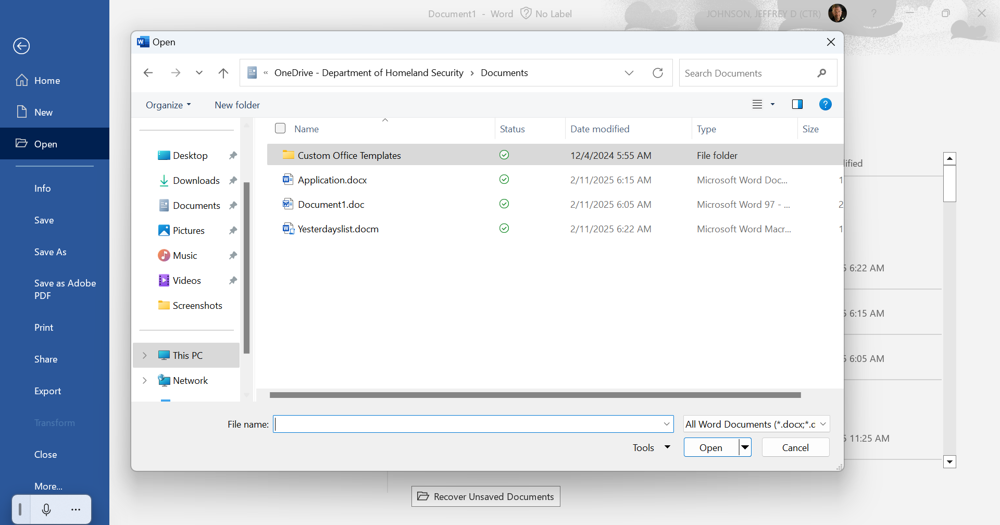 Document1 - Word No Label
JOHNSON, JEFFREY D (CTR)
?
Home
New
Open
Info
Save
Save As
Save as Adobe
PDF
Print
Share
Export
Transform
Close
More...
Open
« OneDrive - Department of Homeland Security > Documents
Search Documents
Organize
New folder
?
Name Status Date modified Type Size
Desktop
Downloads
Documents
Pictures
Music
Videos
Screenshots
This PC
Network
Custom Office Templates 12/4/2024 5:55 AM File folder
Application.docx 2/11/2025 6:15 AM Microsoft Word Doc... 1
Document1.doc 2/11/2025 6:05 AM Microsoft Word 97 - ... 2
Yesterdayslist.docm 2/11/2025 6:22 AM Microsoft Word Macr... 1
File name:
All Word Documents (*.docx;*.c
Tools
Open
Cancel
ified
5 6:22 AM
5 6:15 AM
5 6:05 AM
5 11:25 AM
Recover Unsaved Documents